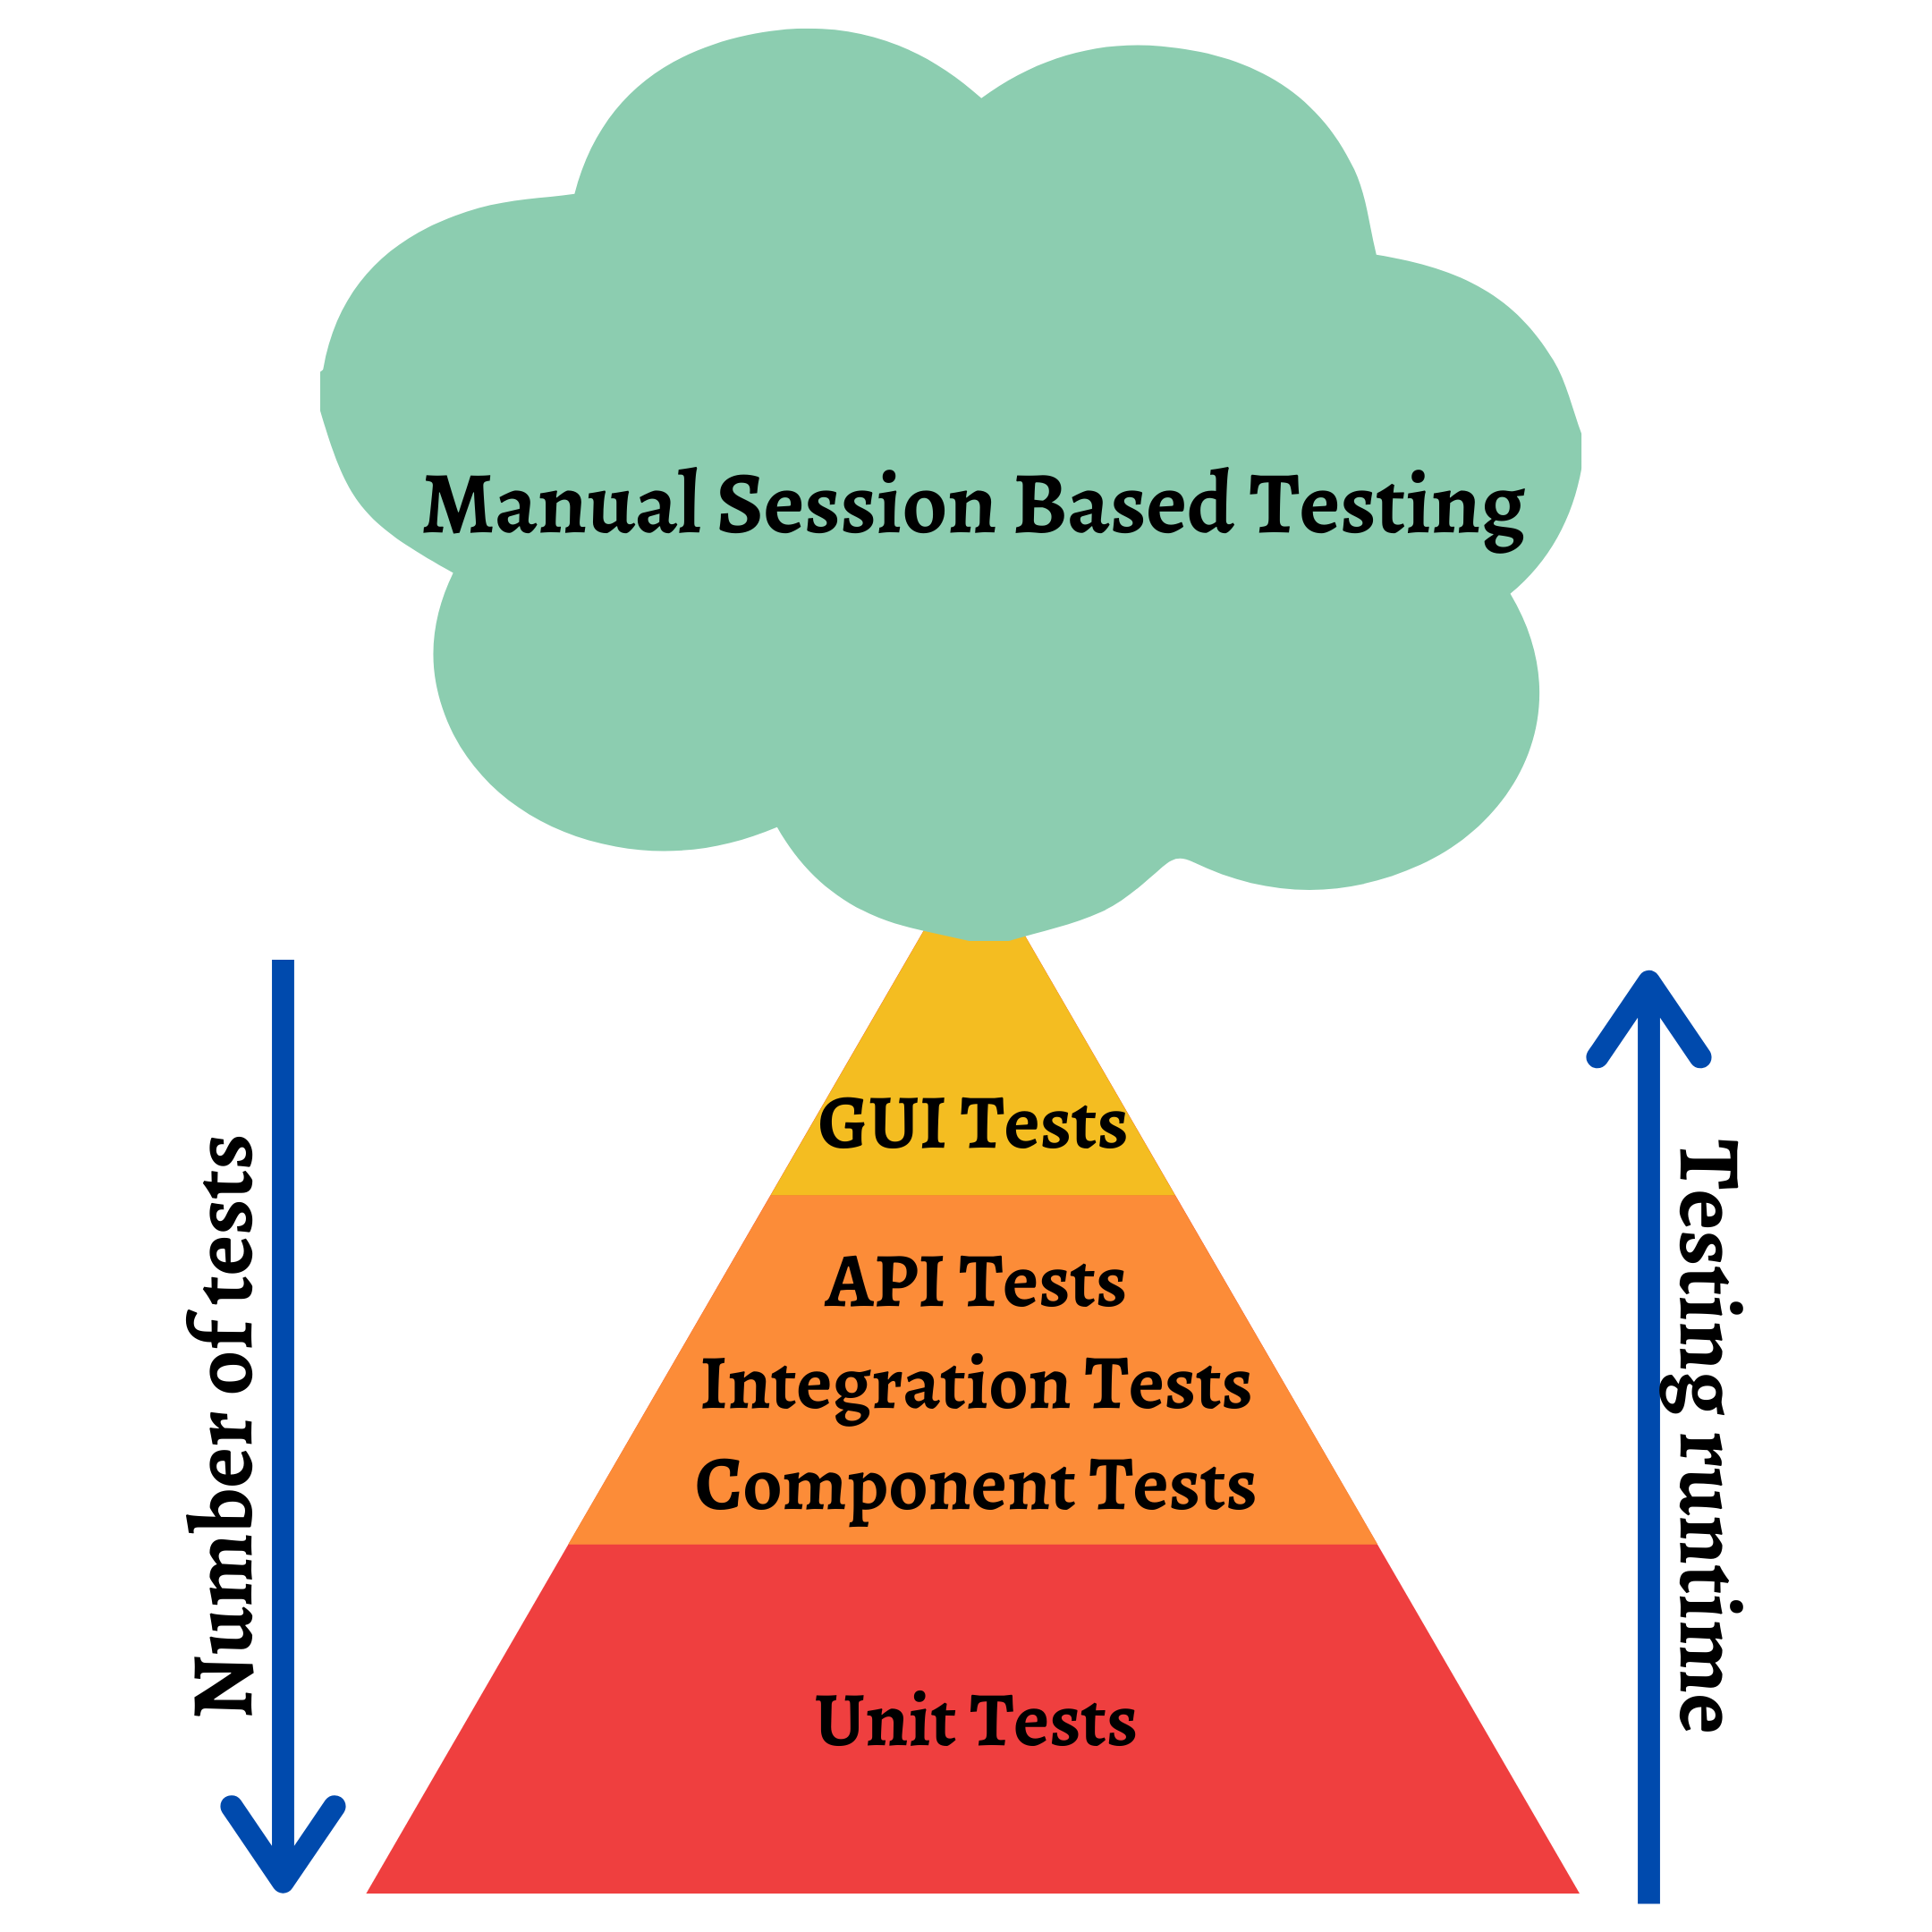 Manual Session Based Testing
GUI Tests
API Tests
Integration Tests
Component Tests
Unit Tests
Number of tests
Testing runtime